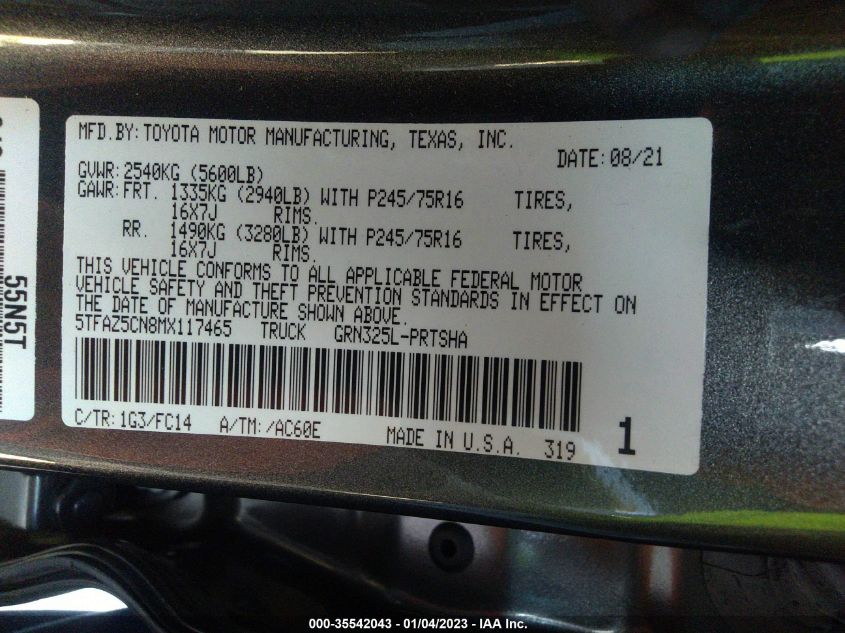 MFD.BY: TOYOTA MOTOR MANUFACTURING, TEXAS, INC.
DATE: 08/21
GVWR: 2540KG (5600LB)
GAWR: FRT. 1335KG (2940LB) WITH P245/75R16 TIRES,
16X7J RIMS.
RR. 1490KG (3280LB) WITH P245/75R16 TIRES,
16X7J RIMS.
THIS VEHICLE CONFORMS TO ALL APPLICABLE FEDERAL MOTOR
VEHICLE SAFETY AND THEFT PREVENTION STANDARDS IN EFFECT ON
THE DATE OF MANUFACTURE SHOWN ABOVE.
5TFAZ5CN8MX117465 TRUCK GRN325L-PRTSHA
C/TR: 1G3/FC14 A/TM: /AC60E MADE IN U.S.A. 319 1
55N5T
000-35542043 - 01/04/2023 - IAA Inc.